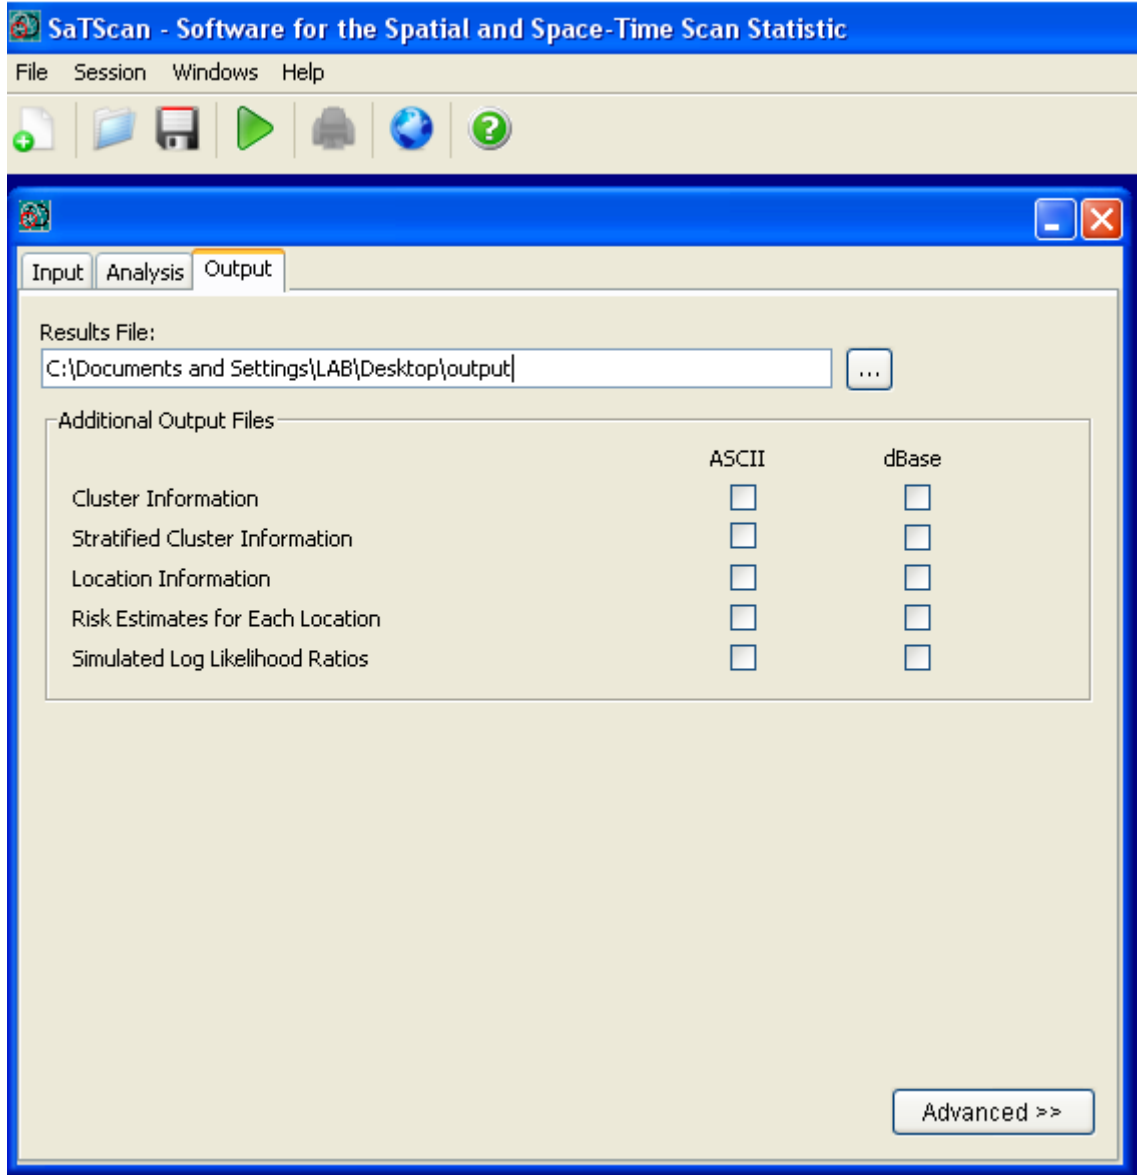 SaTScan - Software for the Spatial and Space-Time Scan Statistic
File Session Windows Help
Input Analysis Output
Results File:
C:\Documents and Settings\LAB\Desktop\output
...
Additional Output Files
ASCII dBase
Cluster Information
Stratified Cluster Information
Location Information
Risk Estimates for Each Location
Simulated Log Likelihood Ratios
Advanced >>